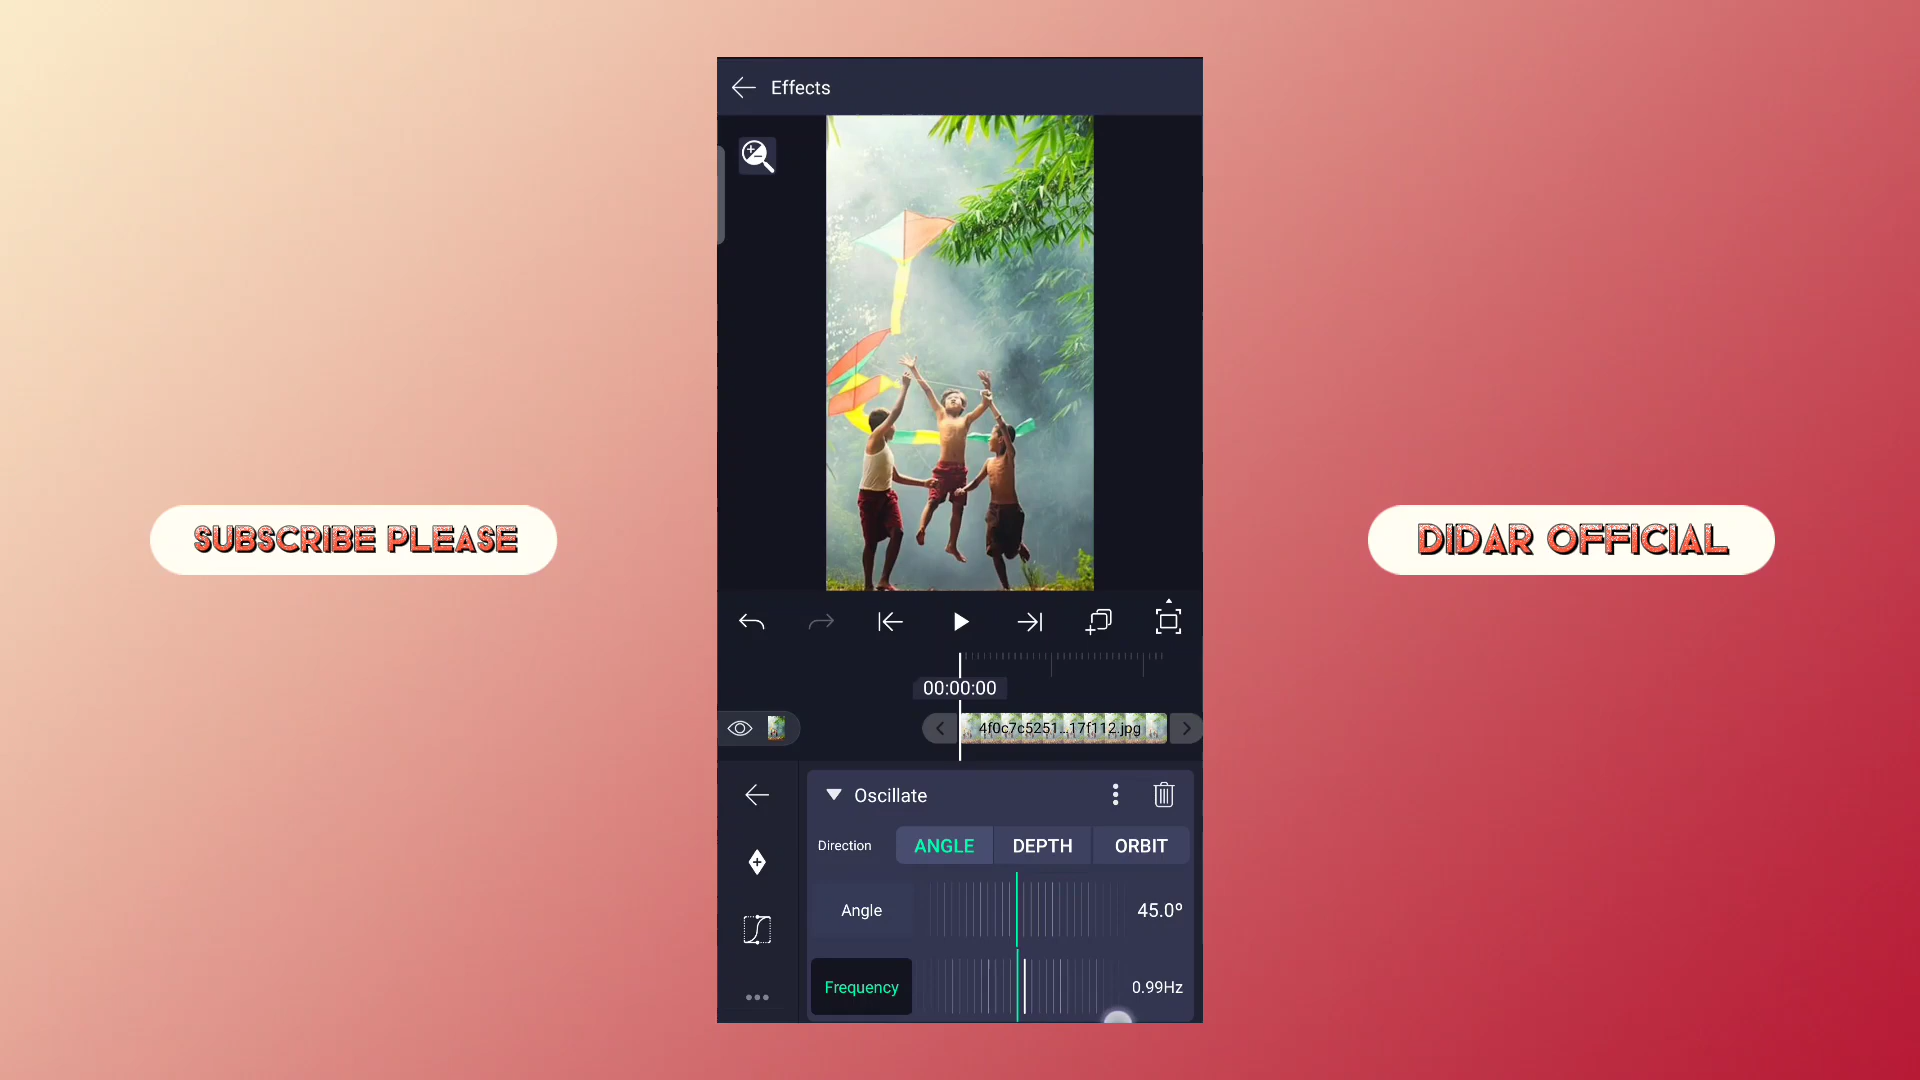 Effects
SUBSCRIBE PLEASE
DIDAR OFFICIAL
00:00:00
4f0c7c5251...17f112.jpg
Oscillate
Direction ANGLE DEPTH ORBIT
Angle 45.0º
Frequency 0.99Hz